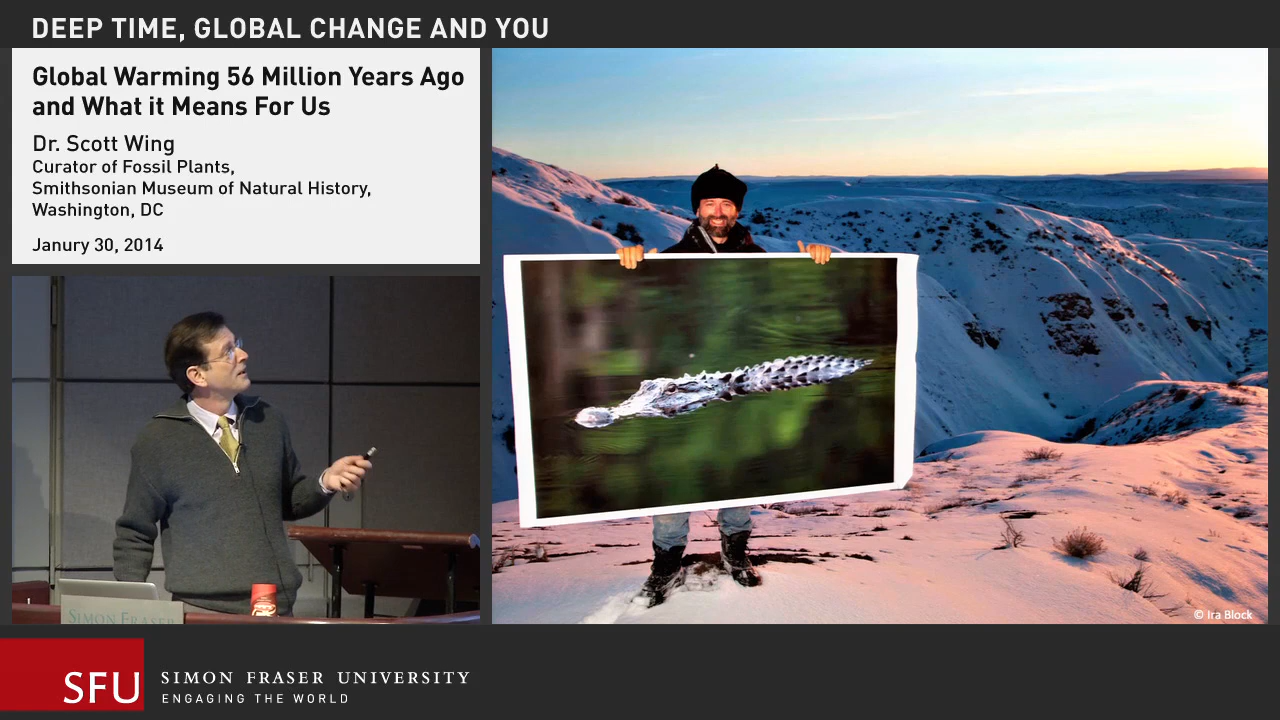 DEEP TIME, GLOBAL CHANGE AND YOU
Global Warming 56 Million Years Ago
and What it Means For Us
Dr. Scott Wing
Curator of Fossil Plants,
Smithsonian Museum of Natural History,
Washington, DC
Janury 30, 2014
SIMON FRASER
© Ira Block
SFU
SIMON FRASER UNIVERSITY
ENGAGING THE WORLD